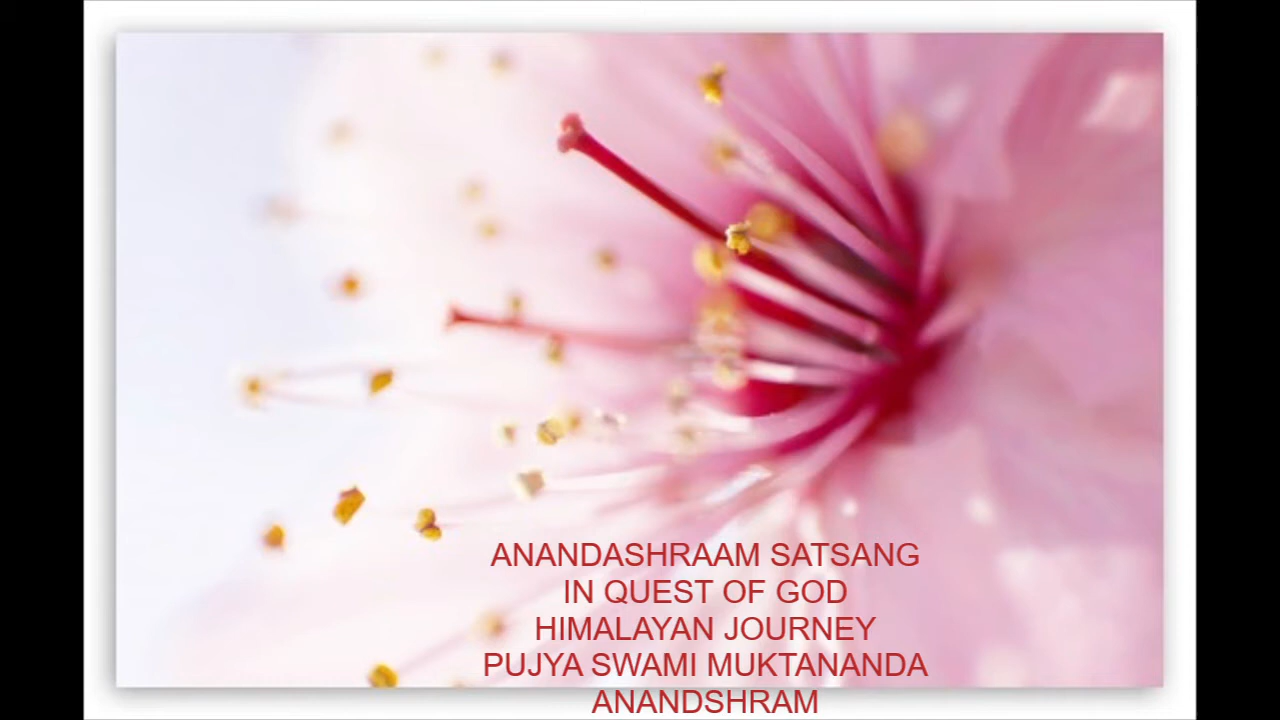 ANANDASHRAAM SATSANG
IN QUEST OF GOD
HIMALAYAN JOURNEY
PUJYA SWAMI MUKTANANDA
ANANDSHRAM